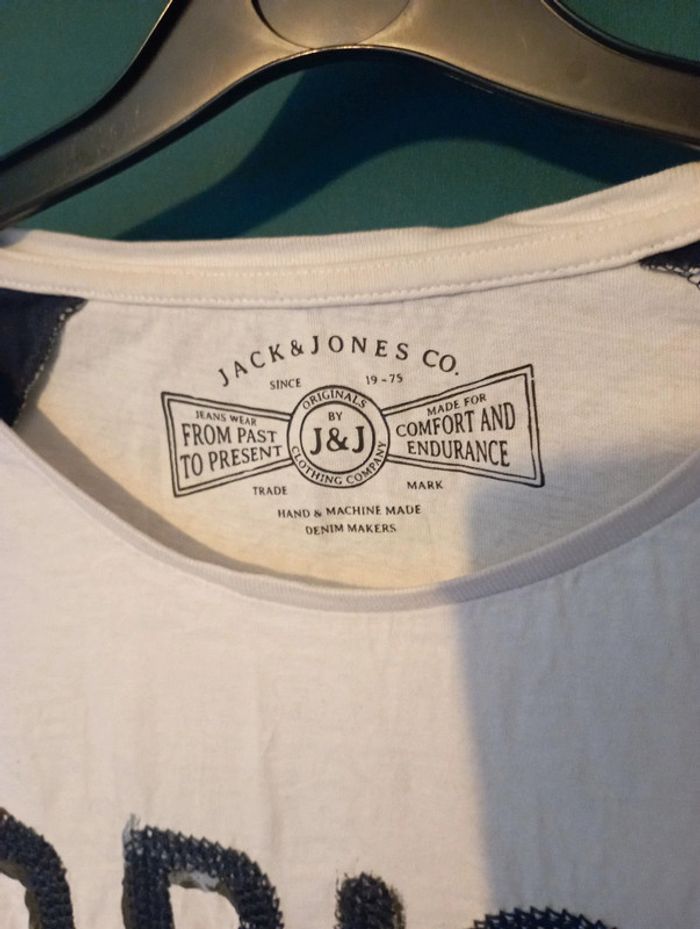 JACK & JONES CO.
SINCE 19-75
ORIGINALS
JEANS WEAR
FROM PAST
TO PRESENT
BY
J&J
CLOTHING COMPANY
MADE FOR
COMFORT AND
ENDURANCE
TRADE MARK
HAND & MACHINE MADE
DENIM MAKERS